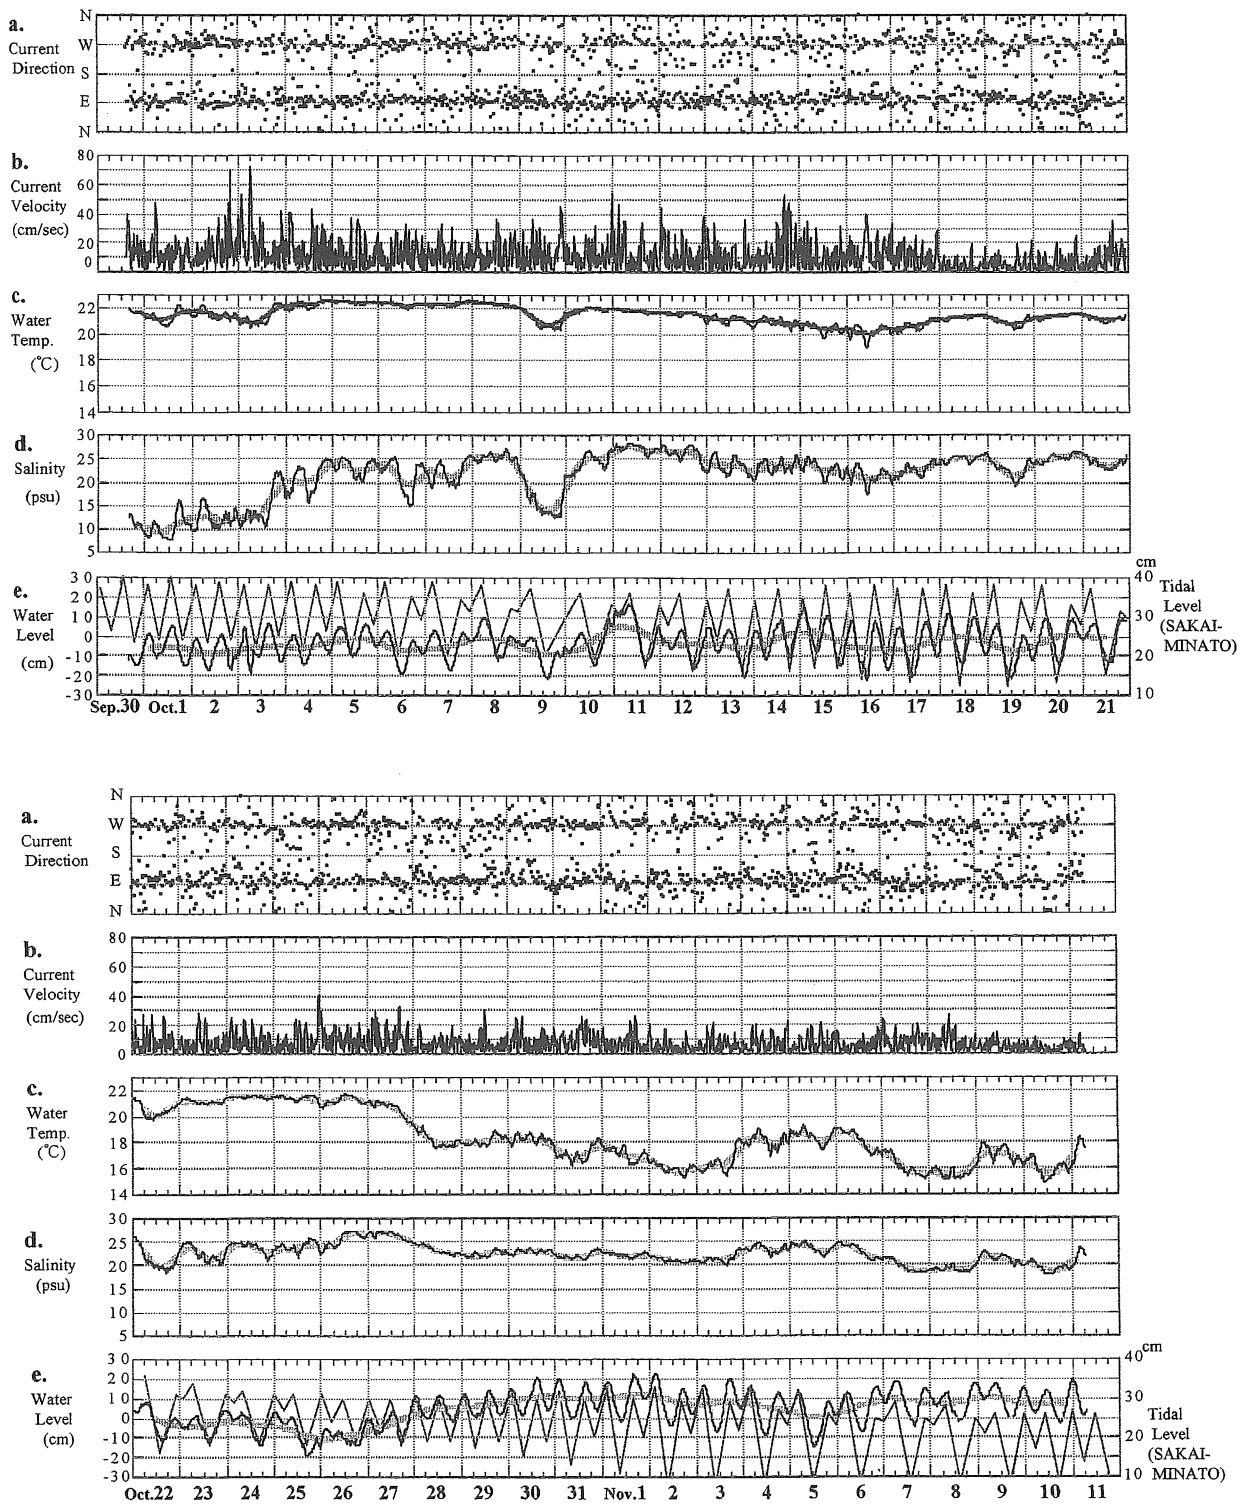 a.
Current
Direction
N
W
S
E
N
b.
Current
Velocity
(cm/sec)
80
60
40
20
0
c.
Water
Temp.
(℃)
22
20
18
16
14
d.
Salinity
(psu)
30
25
20
15
10
5
e.
Water
Level
(cm)
30
20
10
0
-10
-20
-30
cm
40
30
20
10
Tidal
Level
(SAKAI-
MINATO)
Sep.30 Oct.1 2 3 4 5 6 7 8 9 10 11 12 13 14 15 16 17 18 19 20 21
a.
Current
Direction
N
W
S
E
N
b.
Current
Velocity
(cm/sec)
80
60
40
20
0
c.
Water
Temp.
(℃)
22
20
18
16
14
d.
Salinity
(psu)
30
25
20
15
10
5
e.
Water
Level
(cm)
30
20
10
0
-10
-20
-30
40cm
30
20
10
Tidal
Level
(SAKAI-
MINATO)
Oct.22 23 24 25 26 27 28 29 30 31 Nov.1 2 3 4 5 6 7 8 9 10 11